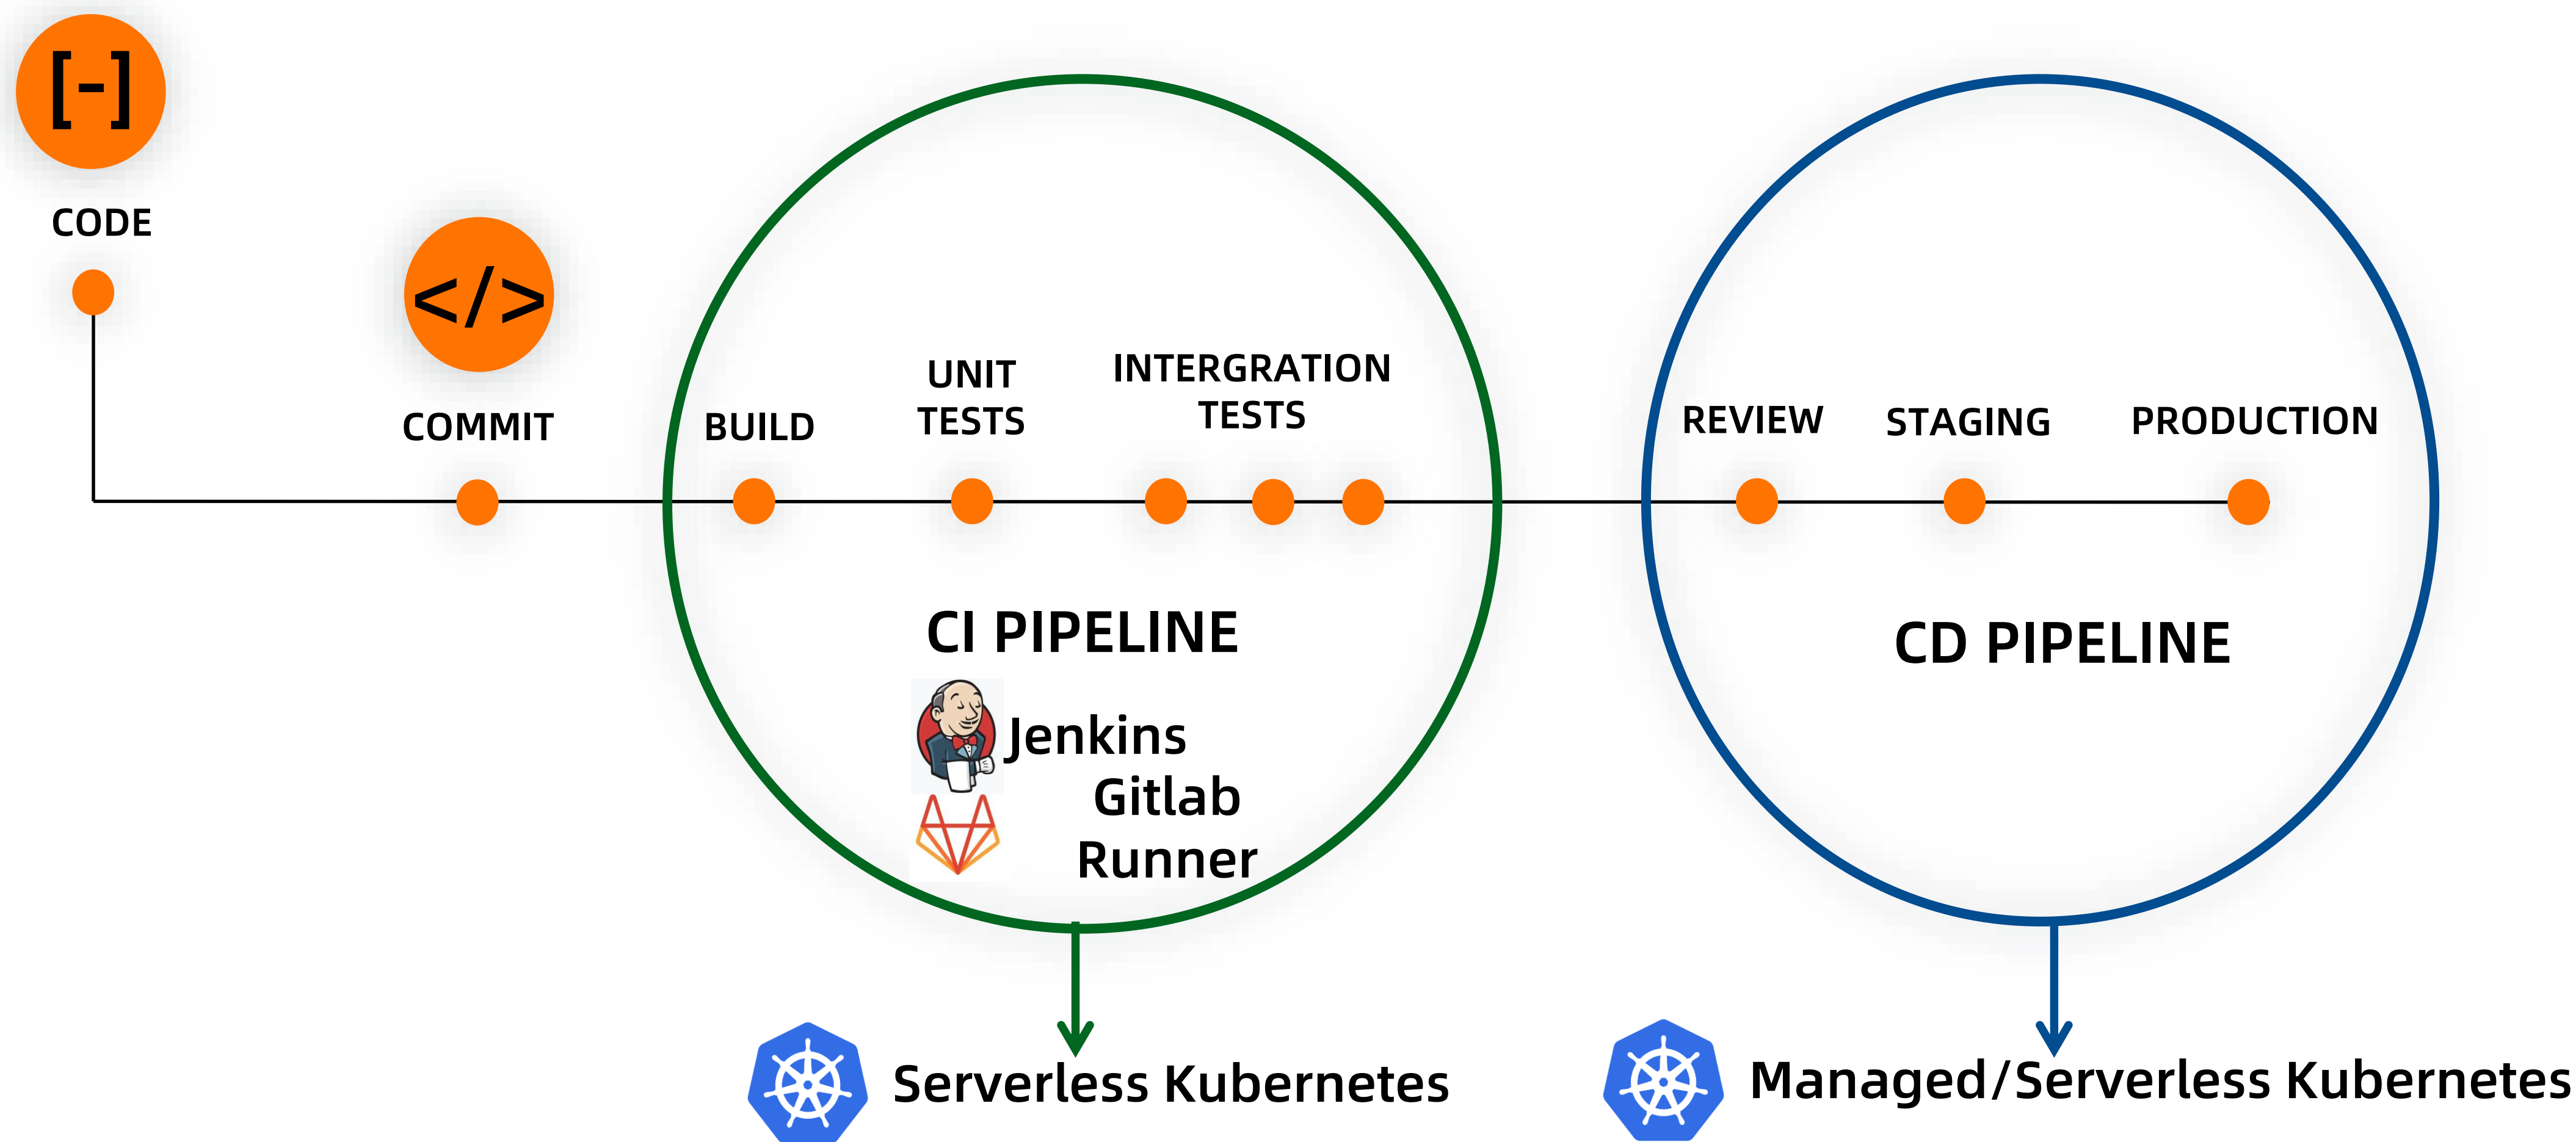 [-]
CODE
</>
COMMIT
BUILD
UNIT
TESTS
INTERGRATION
TESTS
REVIEW
STAGING
PRODUCTION
CI PIPELINE
Jenkins
Gitlab
Runner
CD PIPELINE
Serverless Kubernetes
Managed/Serverless Kubernetes